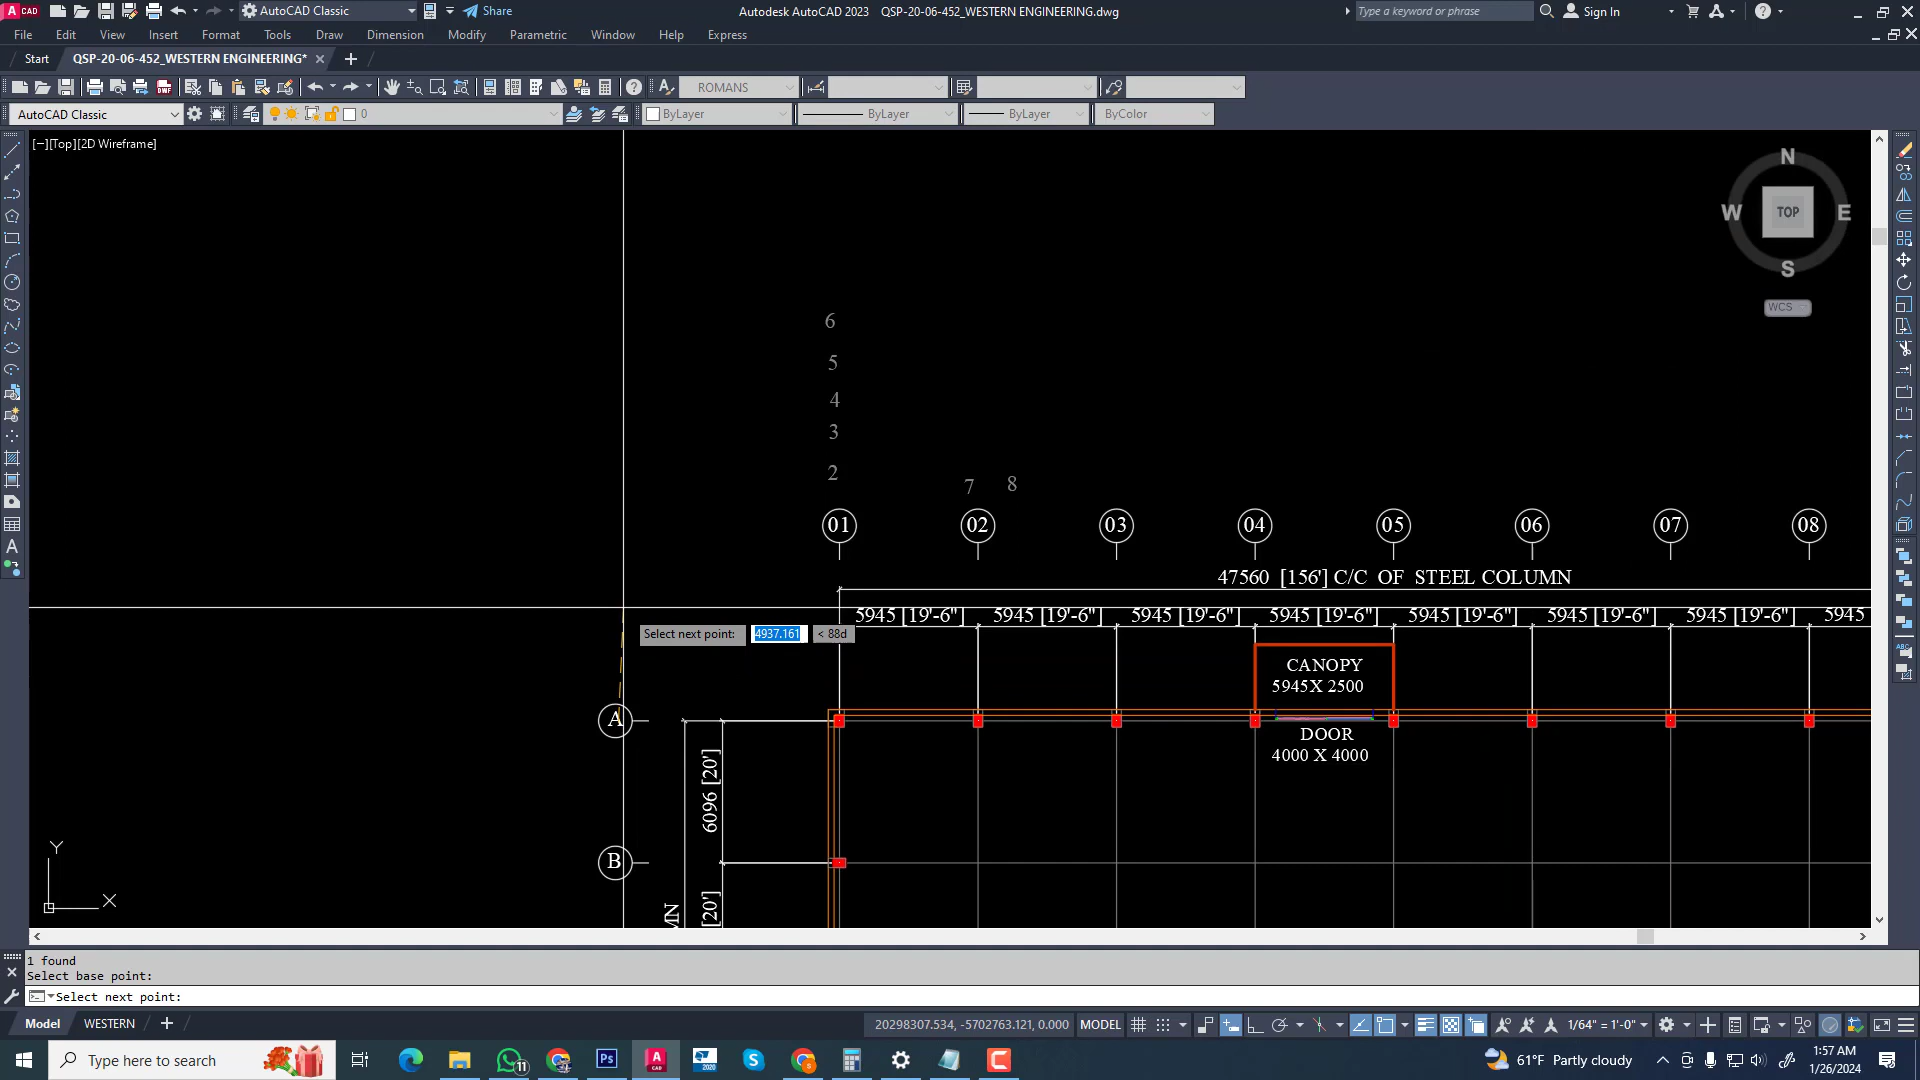 A CAD
AutoCAD Classic
Share
Autodesk AutoCAD 2023 QSP-20-06-452_WESTERN ENGINEERING.dwg
Type a keyword or phrase
Sign In
File Edit View Insert Format Tools Draw Dimension Modify Parametric Window Help Express
Start
QSP-20-06-452_WESTERN ENGINEERING*
ROMANS
AutoCAD Classic
0
ByLayer
ByLayer
ByLayer
ByColor
[−][Top][2D Wireframe]
N
W
TOP
E
S
WCS
6
5
4
3
2
7
8
01 02 03 04 05 06 07 08
47560 [156'] C/C OF STEEL COLUMN
5945 [19'-6"] 5945 [19'-6"] 5945 [19'-6"] 5945 [19'-6"] 5945 [19'-6"] 5945 [19'-6"] 5945 [19'-6"] 5945
Select next point: 4937.161 < 88d
CANOPY
5945X 2500
A
DOOR
4000 X 4000
6096 [20']
B
[20']
MN
Y
X
1 found
Select base point:
Select next point:
Model
WESTERN
20298307.534, -5702763.121, 0.000
MODEL
1/64" = 1'-0"
Type here to search
11
Ps
A
CAD
2020
S
61°F Partly cloudy
1:57 AM
1/26/2024